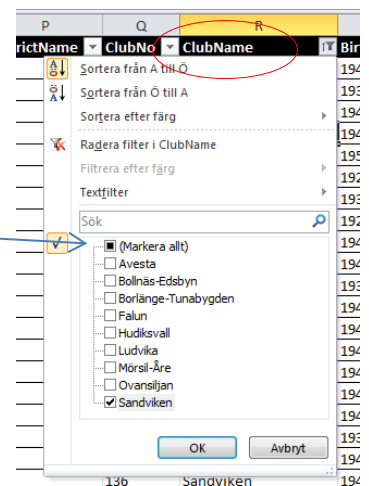 P Q R
rictName ClubNo ClubName Bir
Sortera från A till Ö 194
Sortera från Ö till A 193
Sortera efter färg 194
194
Radera filter i ClubName 195
Filtrera efter färg 192
Textfilter 193
Sök 192
(Markera allt) 194
Avesta 194
Bollnäs-Edsbyn 193
Borlänge-Tunabygden 194
Falun 194
Hudiksvall 194
Ludvika 194
Mörsil-Åre 194
Ovansiljan 194
Sandviken 194
194
OK Avbryt 193
194
136 Sandviken 194